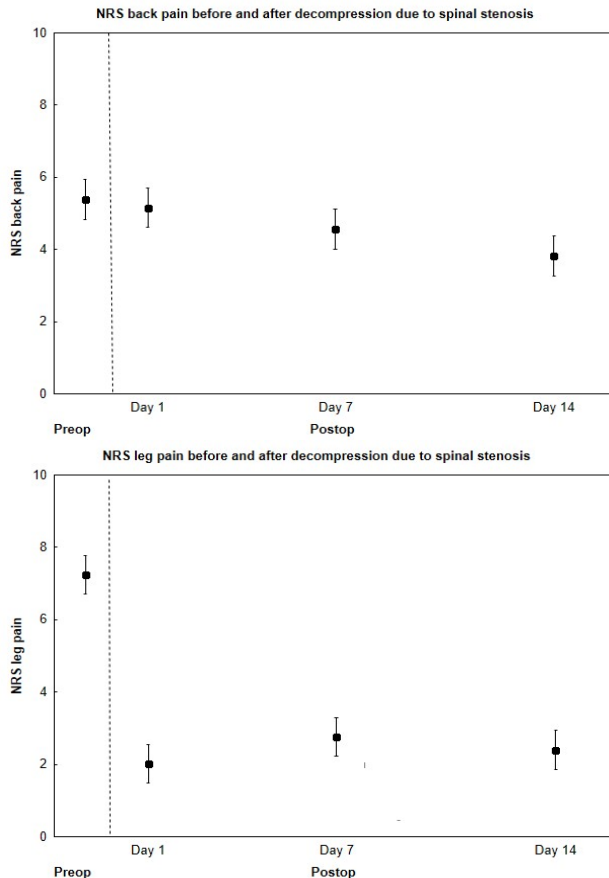 NRS back pain before and after decompression due to spinal stenosis
10
8
6
4
2
0
NRS back pain
Day 1 Day 7 Day 14
Preop Postop
NRS leg pain before and after decompression due to spinal stenosis
10
8
6
4
2
0
NRS leg pain
Day 1 Day 7 Day 14
Preop Postop